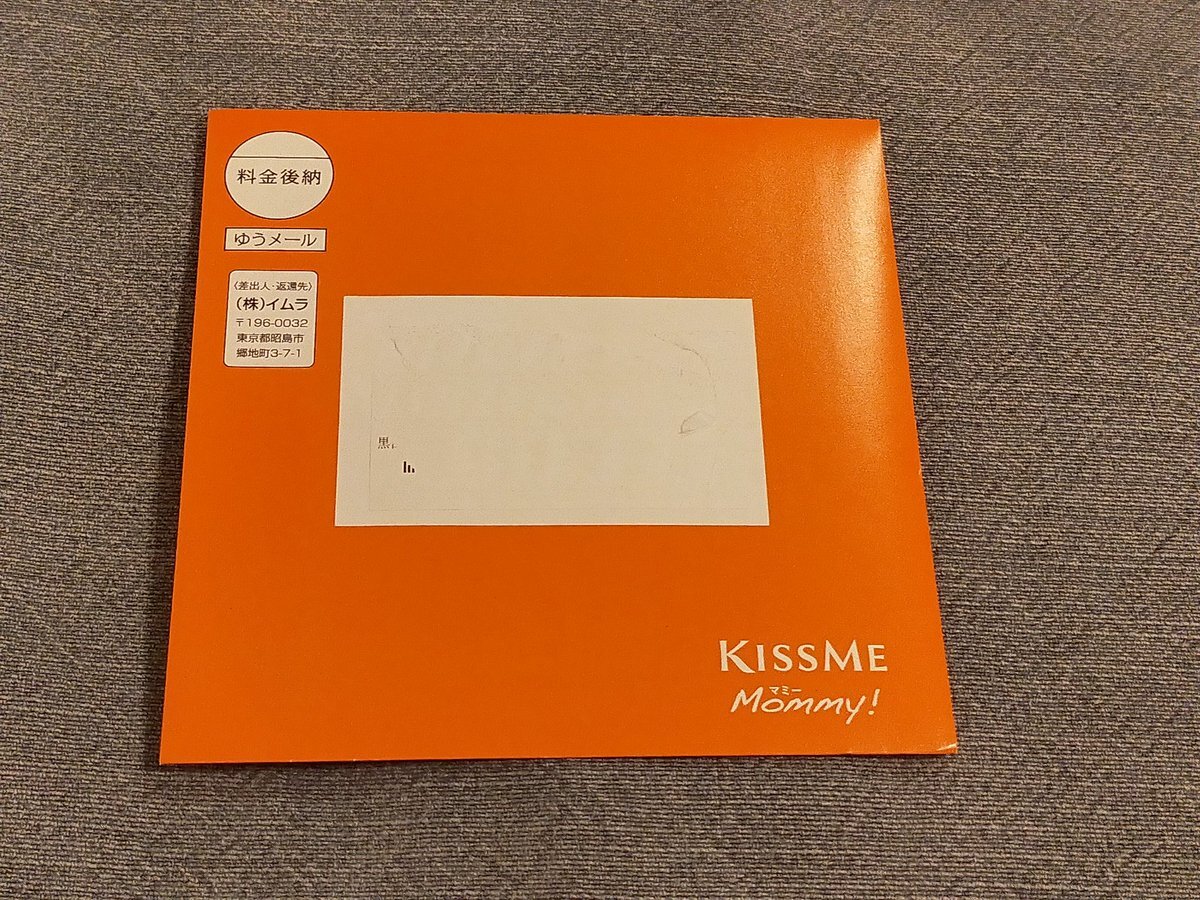 料金後納
ゆうメール
〈差出人・返還先〉
(株)イムラ
〒196-0032
東京都昭島市
郷地町3-7-1
黒
KISSME
マミー
Mommy!